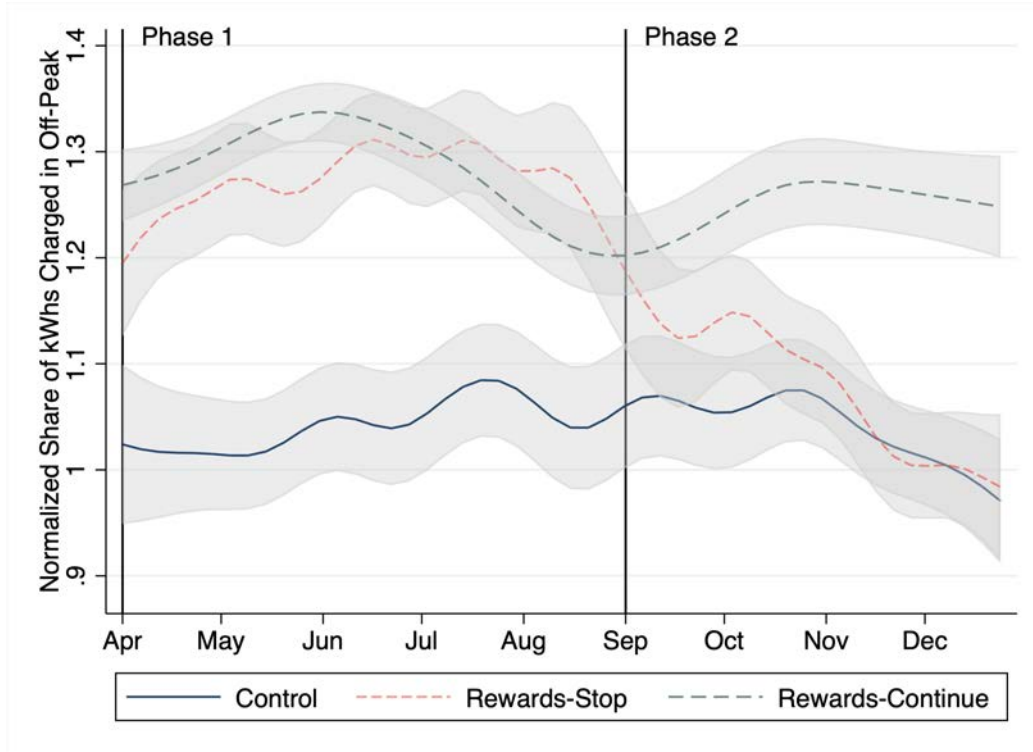 Phase 1
Phase 2
Normalized Share of kWhs Charged in Off-Peak
1.4
1.3
1.2
1.1
1
.9
Apr May Jun Jul Aug Sep Oct Nov Dec
Control Rewards-Stop Rewards-Continue